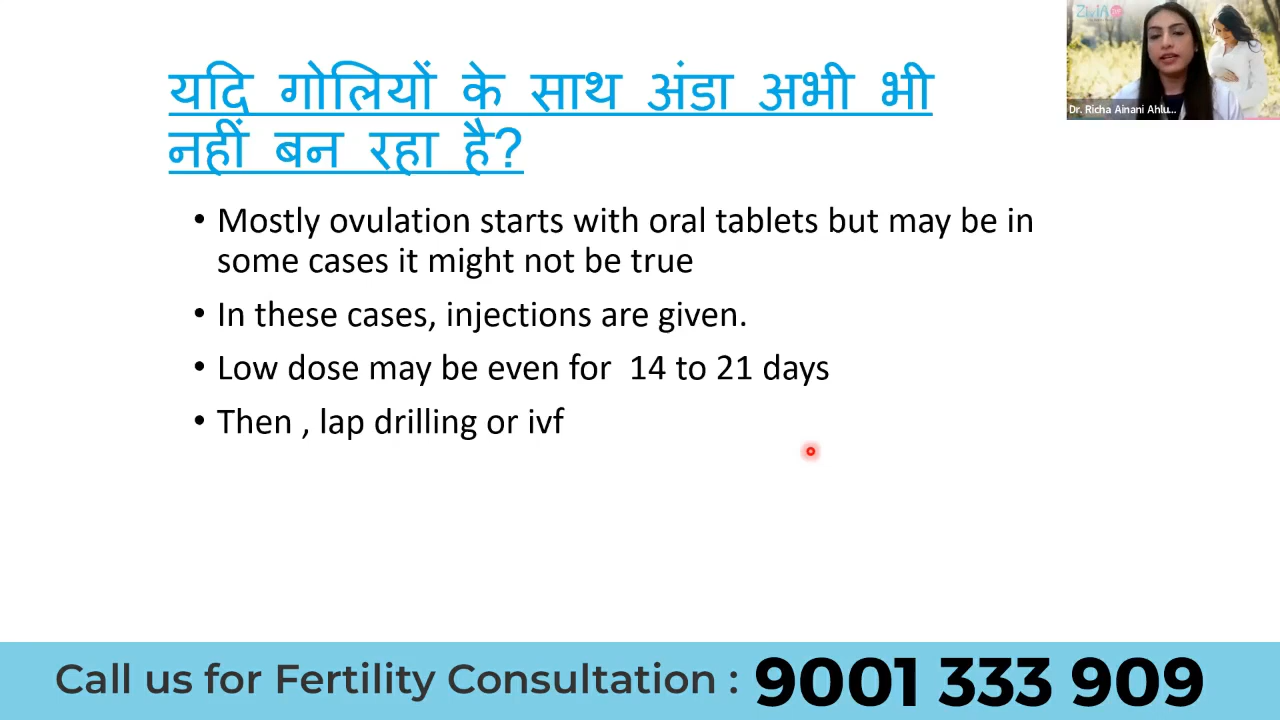 यदि गोलियों के साथ अंडा अभी भी
नहीं बन रहा है?
• Mostly ovulation starts with oral tablets but may be in
some cases it might not be true
• In these cases, injections are given.
• Low dose may be even for 14 to 21 days
• Then , lap drilling or ivf
Dr. Richa Ainani Ahlu...
Call us for Fertility Consultation : 9001 333 909